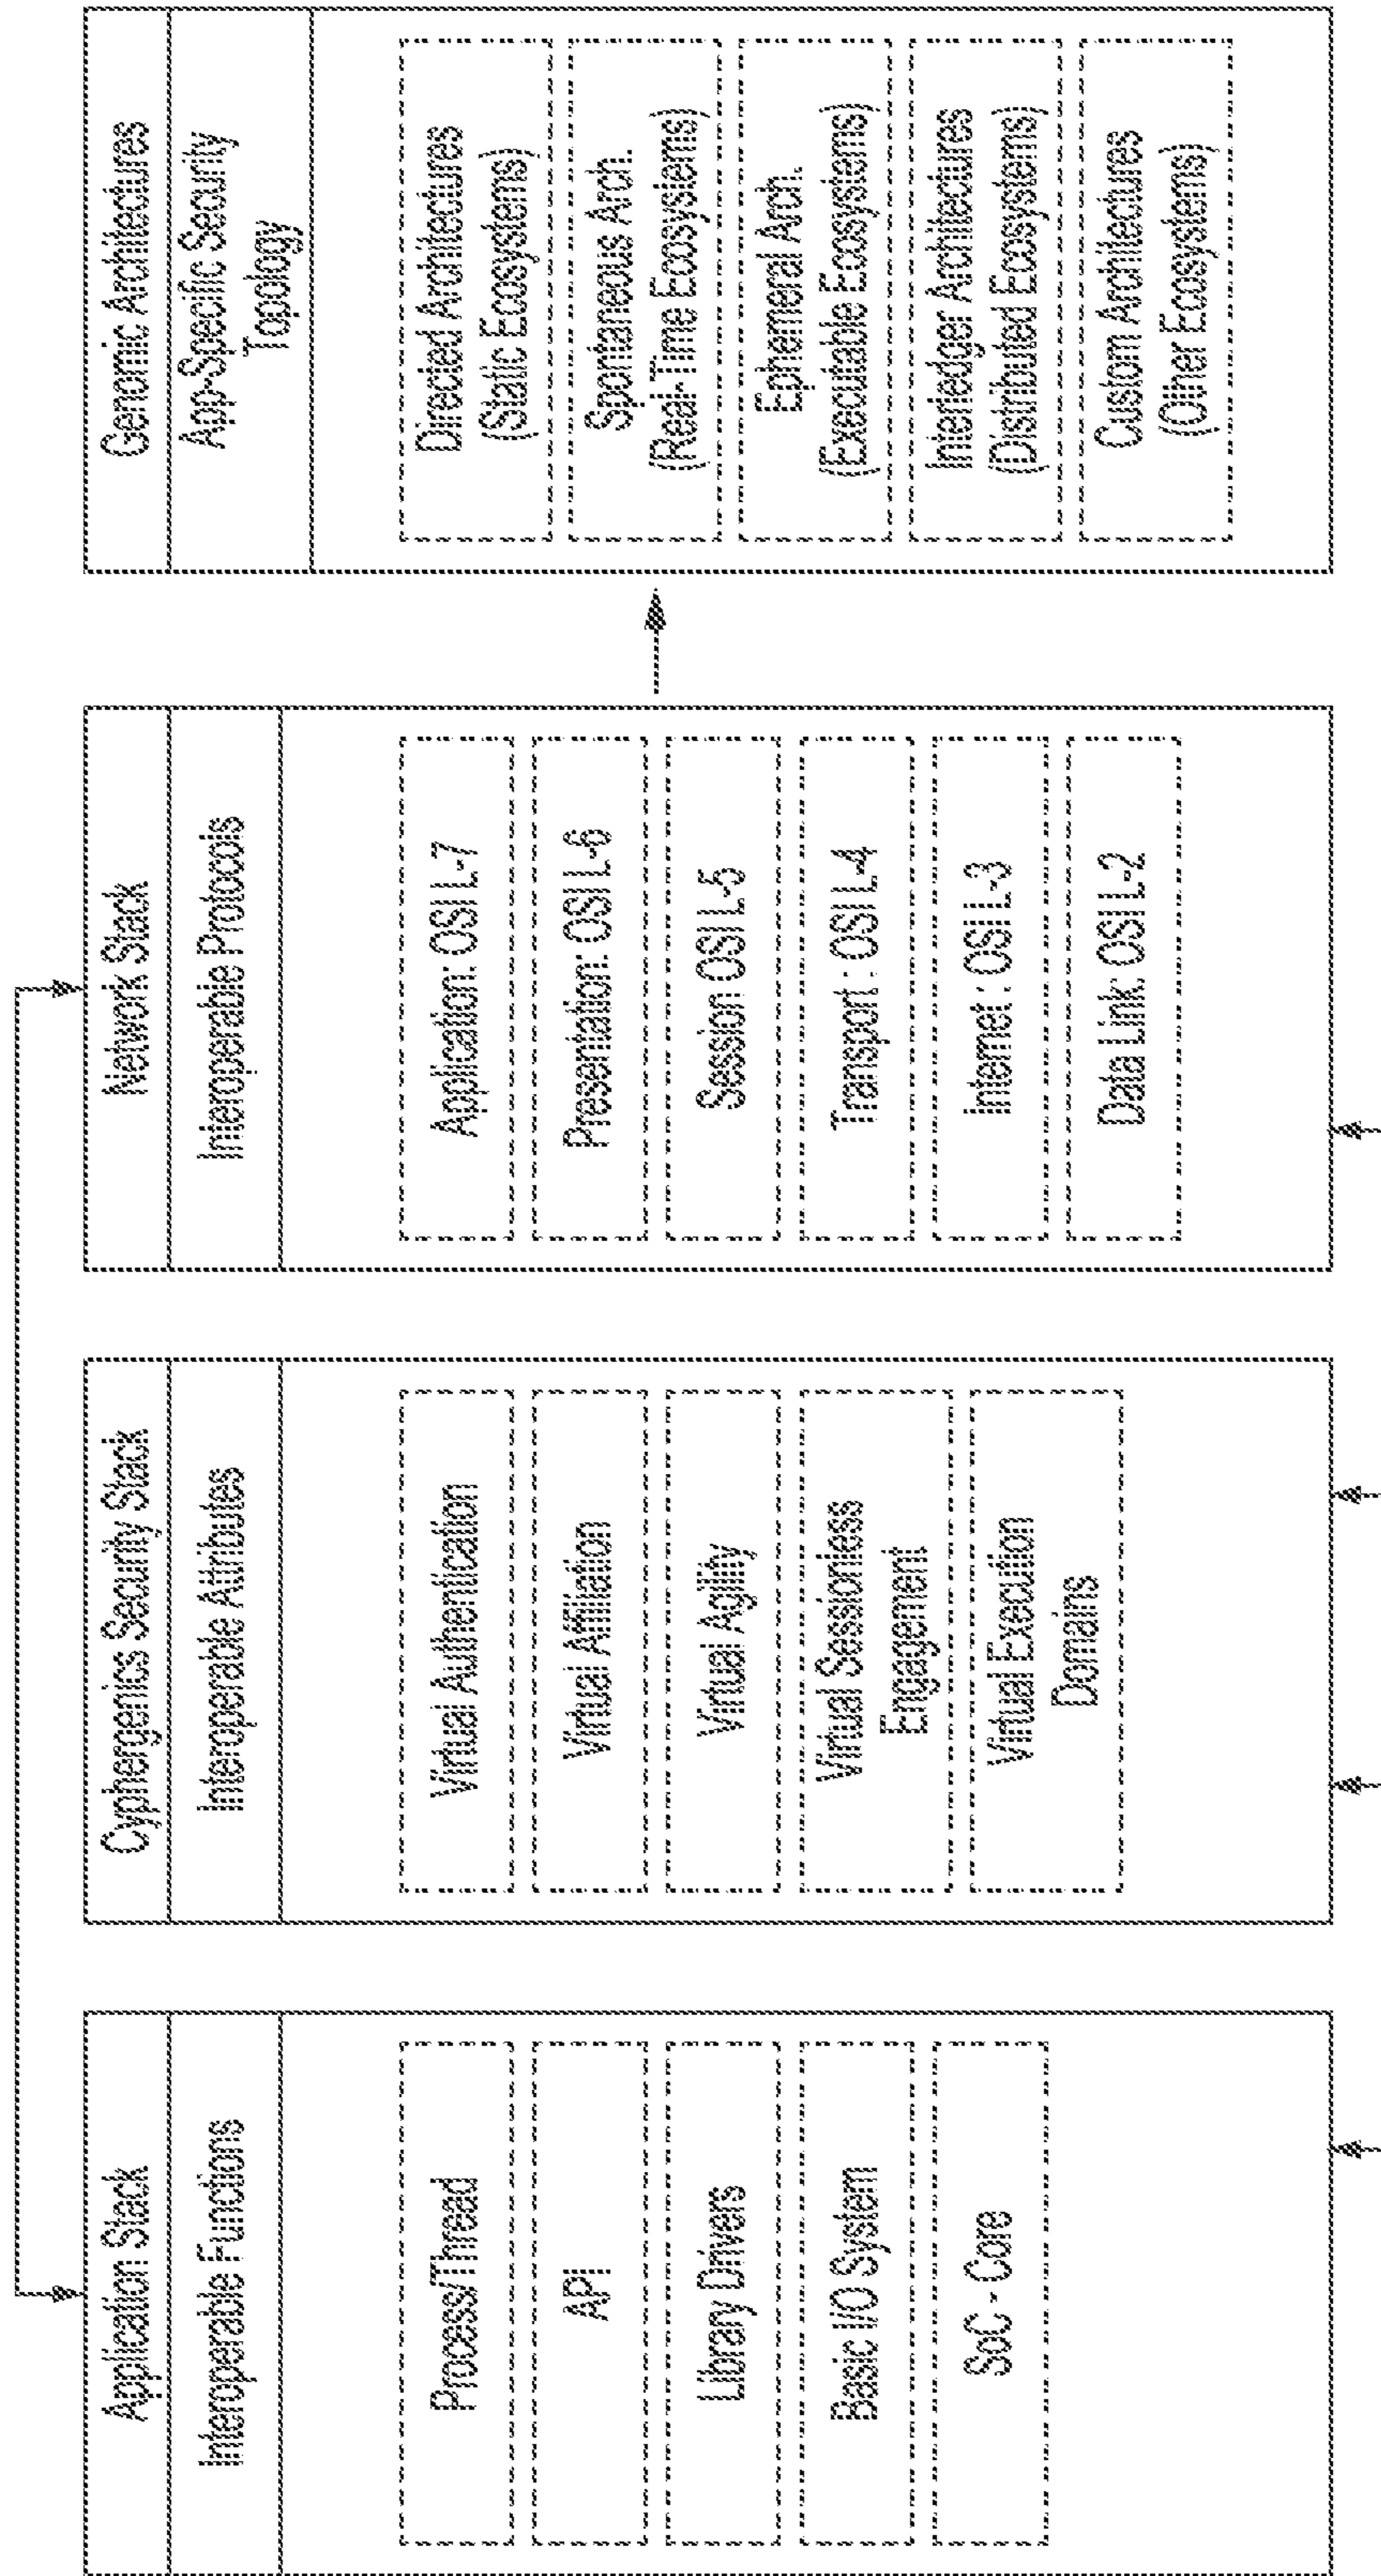 Application Stack
Interoperable Functions
Process/Thread
API
Library Drivers
Basic I/O System
SoC - Core
Cyphergenics Security Stack
Interoperable Attributes
Virtual Authentication
Virtual Affiliation
Virtual Agility
Virtual Sessionless
Engagement
Virtual Execution
Domains
Network Stack
Interoperable Protocols
Application: OSI L-7
Presentation: OSI L-6
Session OSI L-5
Transport : OSI L-4
Internet : OSI L-3
Data Link: OSI L-2
Genomic Architectures
App-Specific Security
Topology
Directed Architectures
(Static Ecosystems)
Spontaneous Arch.
(Real-Time Ecosystems)
Ephemeral Arch.
(Executable Ecosystems)
Interledger Architectures
(Distributed Ecosystems)
Custom Architectures
(Other Ecosystems)